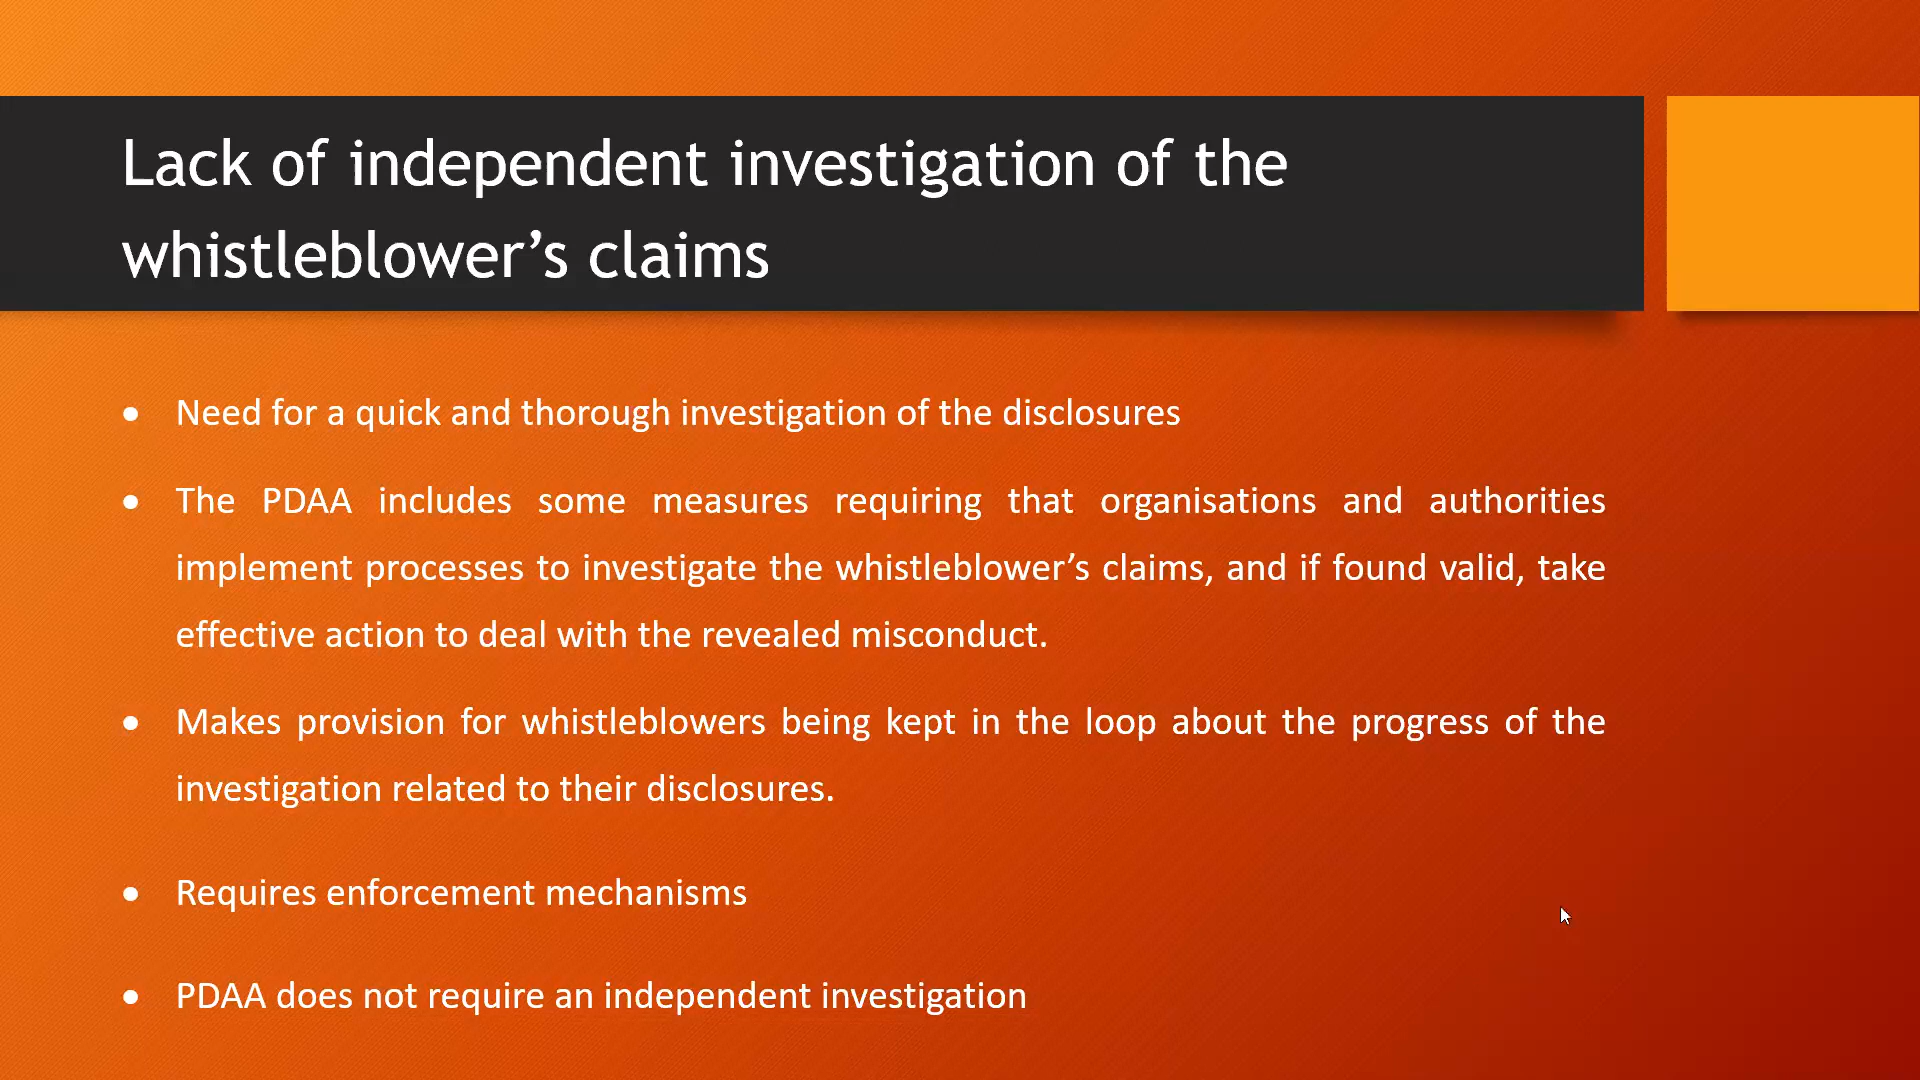 Lack of independent investigation of the
whistleblower’s claims
• Need for a quick and thorough investigation of the disclosures
• The PDAA includes some measures requiring that organisations and authorities
implement processes to investigate the whistleblower’s claims, and if found valid, take
effective action to deal with the revealed misconduct.
• Makes provision for whistleblowers being kept in the loop about the progress of the
investigation related to their disclosures.
• Requires enforcement mechanisms
• PDAA does not require an independent investigation